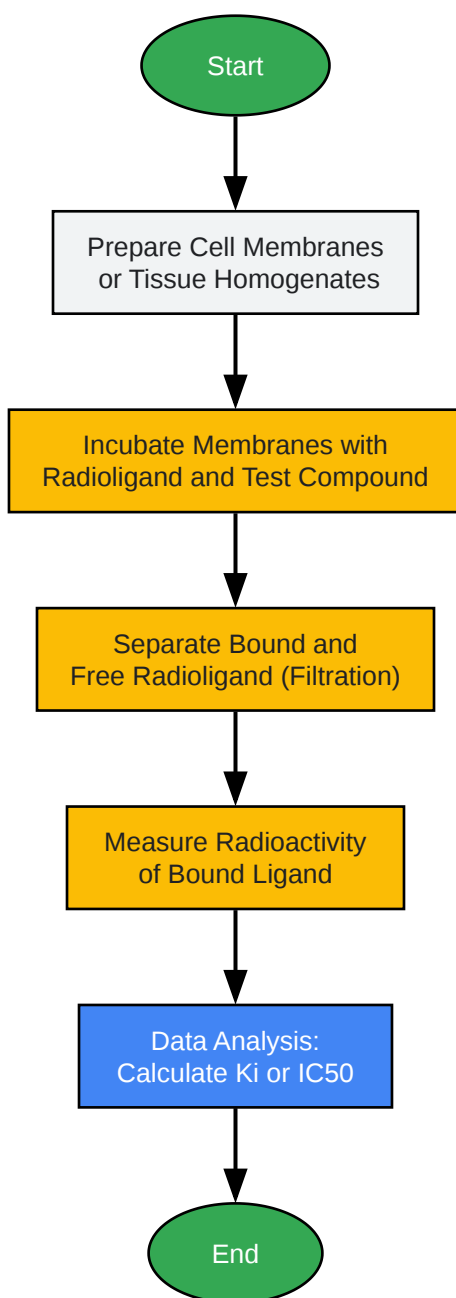 Start
Prepare Cell Membranes
or Tissue Homogenates
Incubate Membranes with
Radioligand and Test Compound
Separate Bound and
Free Radioligand (Filtration)
Measure Radioactivity
of Bound Ligand
Data Analysis:
Calculate Ki or IC50
End